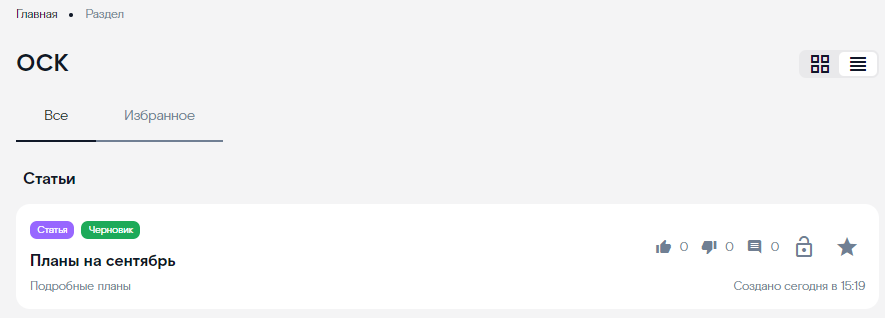 Главная • Раздел
ОСК
Все Избранное
Статьи
Статья Черновик
Планы на сентябрь
0 0 0
Подробные планы
Создано сегодня в 15:19